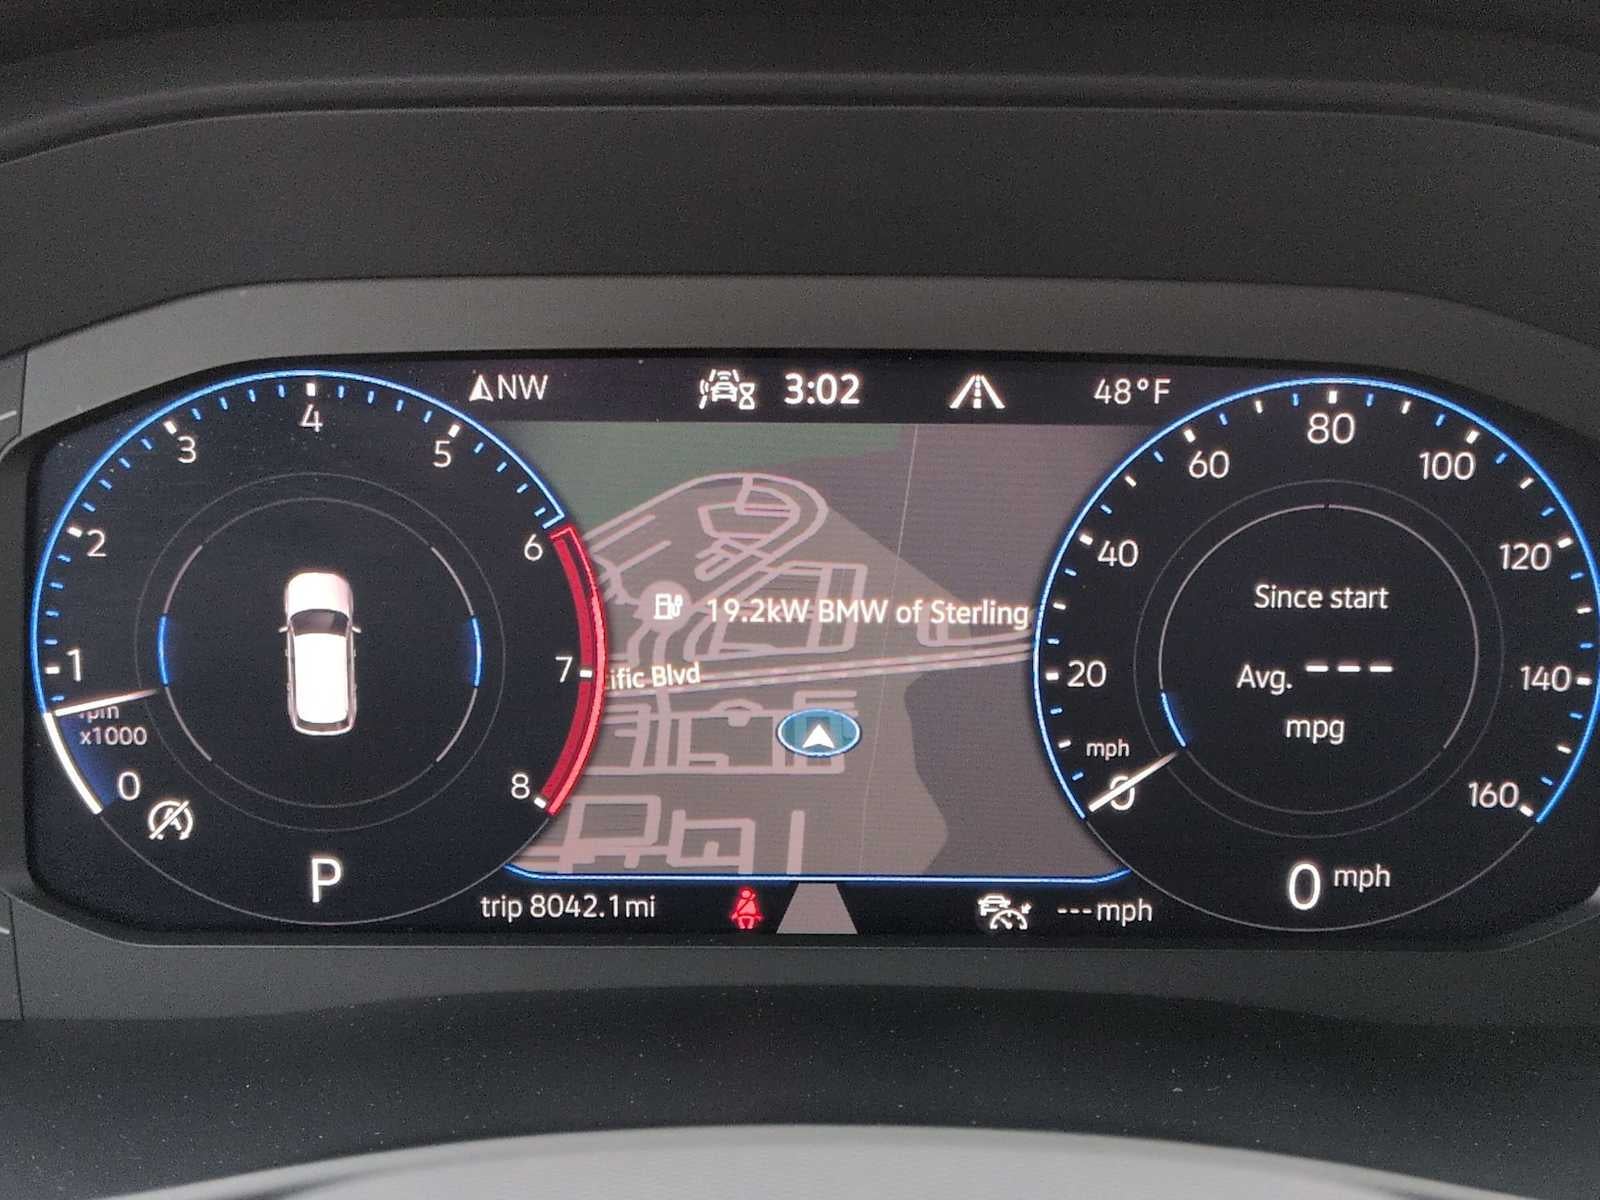 NW
3:02
48°F
0
1
2
3
4
5
6
7
8
rpm
x1000
P
19.2kW BMW of Sterling
ific Blvd
0
20
40
60
80
100
120
140
160
mph
Since start
Avg. ---
mpg
0 mph
trip 8042.1 mi
--- mph